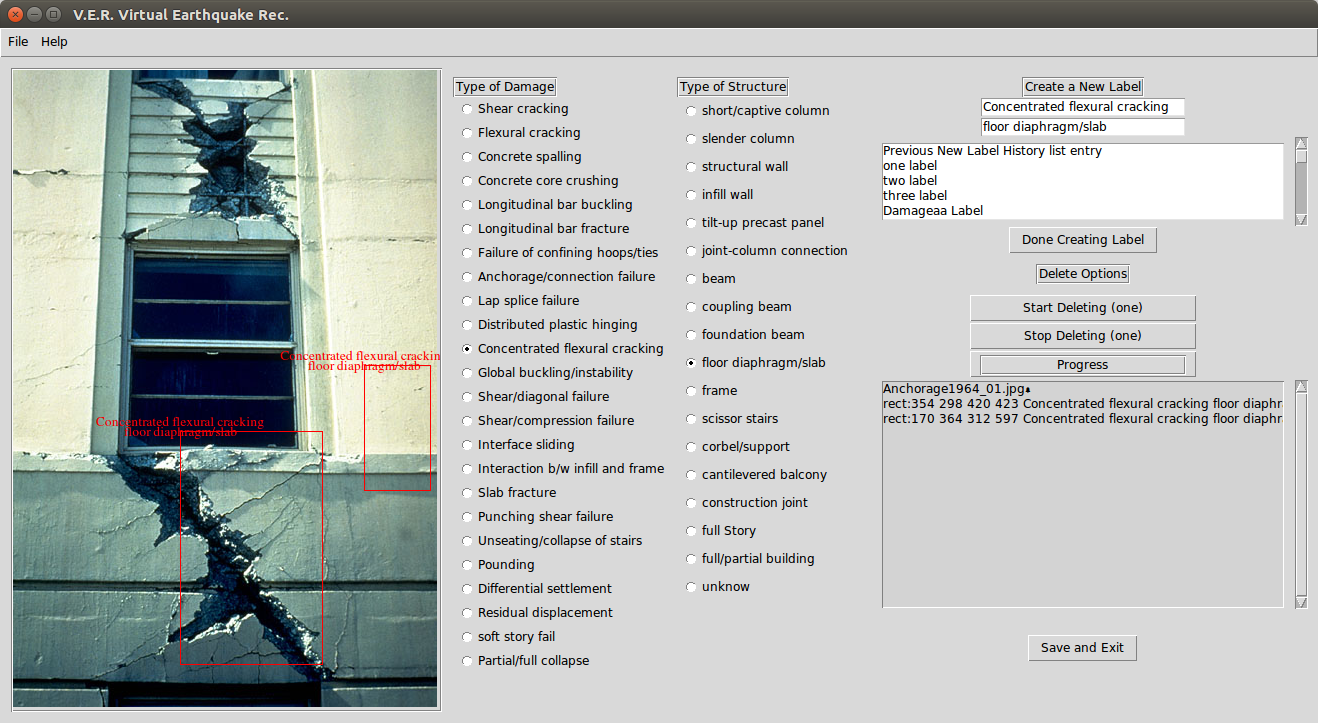 V.E.R. Virtual Earthquake Rec.
File Help
Concentrated flexural crackin
floor diaphragm/slab
Concentrated flexural cracking
floor diaphragm/slab
Type of Damage
Shear cracking
Flexural cracking
Concrete spalling
Concrete core crushing
Longitudinal bar buckling
Longitudinal bar fracture
Failure of confining hoops/ties
Anchorage/connection failure
Lap splice failure
Distributed plastic hinging
Concentrated flexural cracking
Global buckling/instability
Shear/diagonal failure
Shear/compression failure
Interface sliding
Interaction b/w infill and frame
Slab fracture
Punching shear failure
Unseating/collapse of stairs
Pounding
Differential settlement
Residual displacement
soft story fail
Partial/full collapse
Type of Structure
short/captive column
slender column
structural wall
infill wall
tilt-up precast panel
joint-column connection
beam
coupling beam
foundation beam
floor diaphragm/slab
frame
scissor stairs
corbel/support
cantilevered balcony
construction joint
full Story
full/partial building
unknow
Create a New Label
Concentrated flexural cracking
floor diaphragm/slab
Previous New Label History list entry
one label
two label
three label
Damageaa Label
Done Creating Label
Delete Options
Start Deleting (one)
Stop Deleting (one)
Progress
Anchorage1964_01.jpg
rect:354 298 420 423 Concentrated flexural cracking floor diaphr
rect:170 364 312 597 Concentrated flexural cracking floor diaphr
Save and Exit